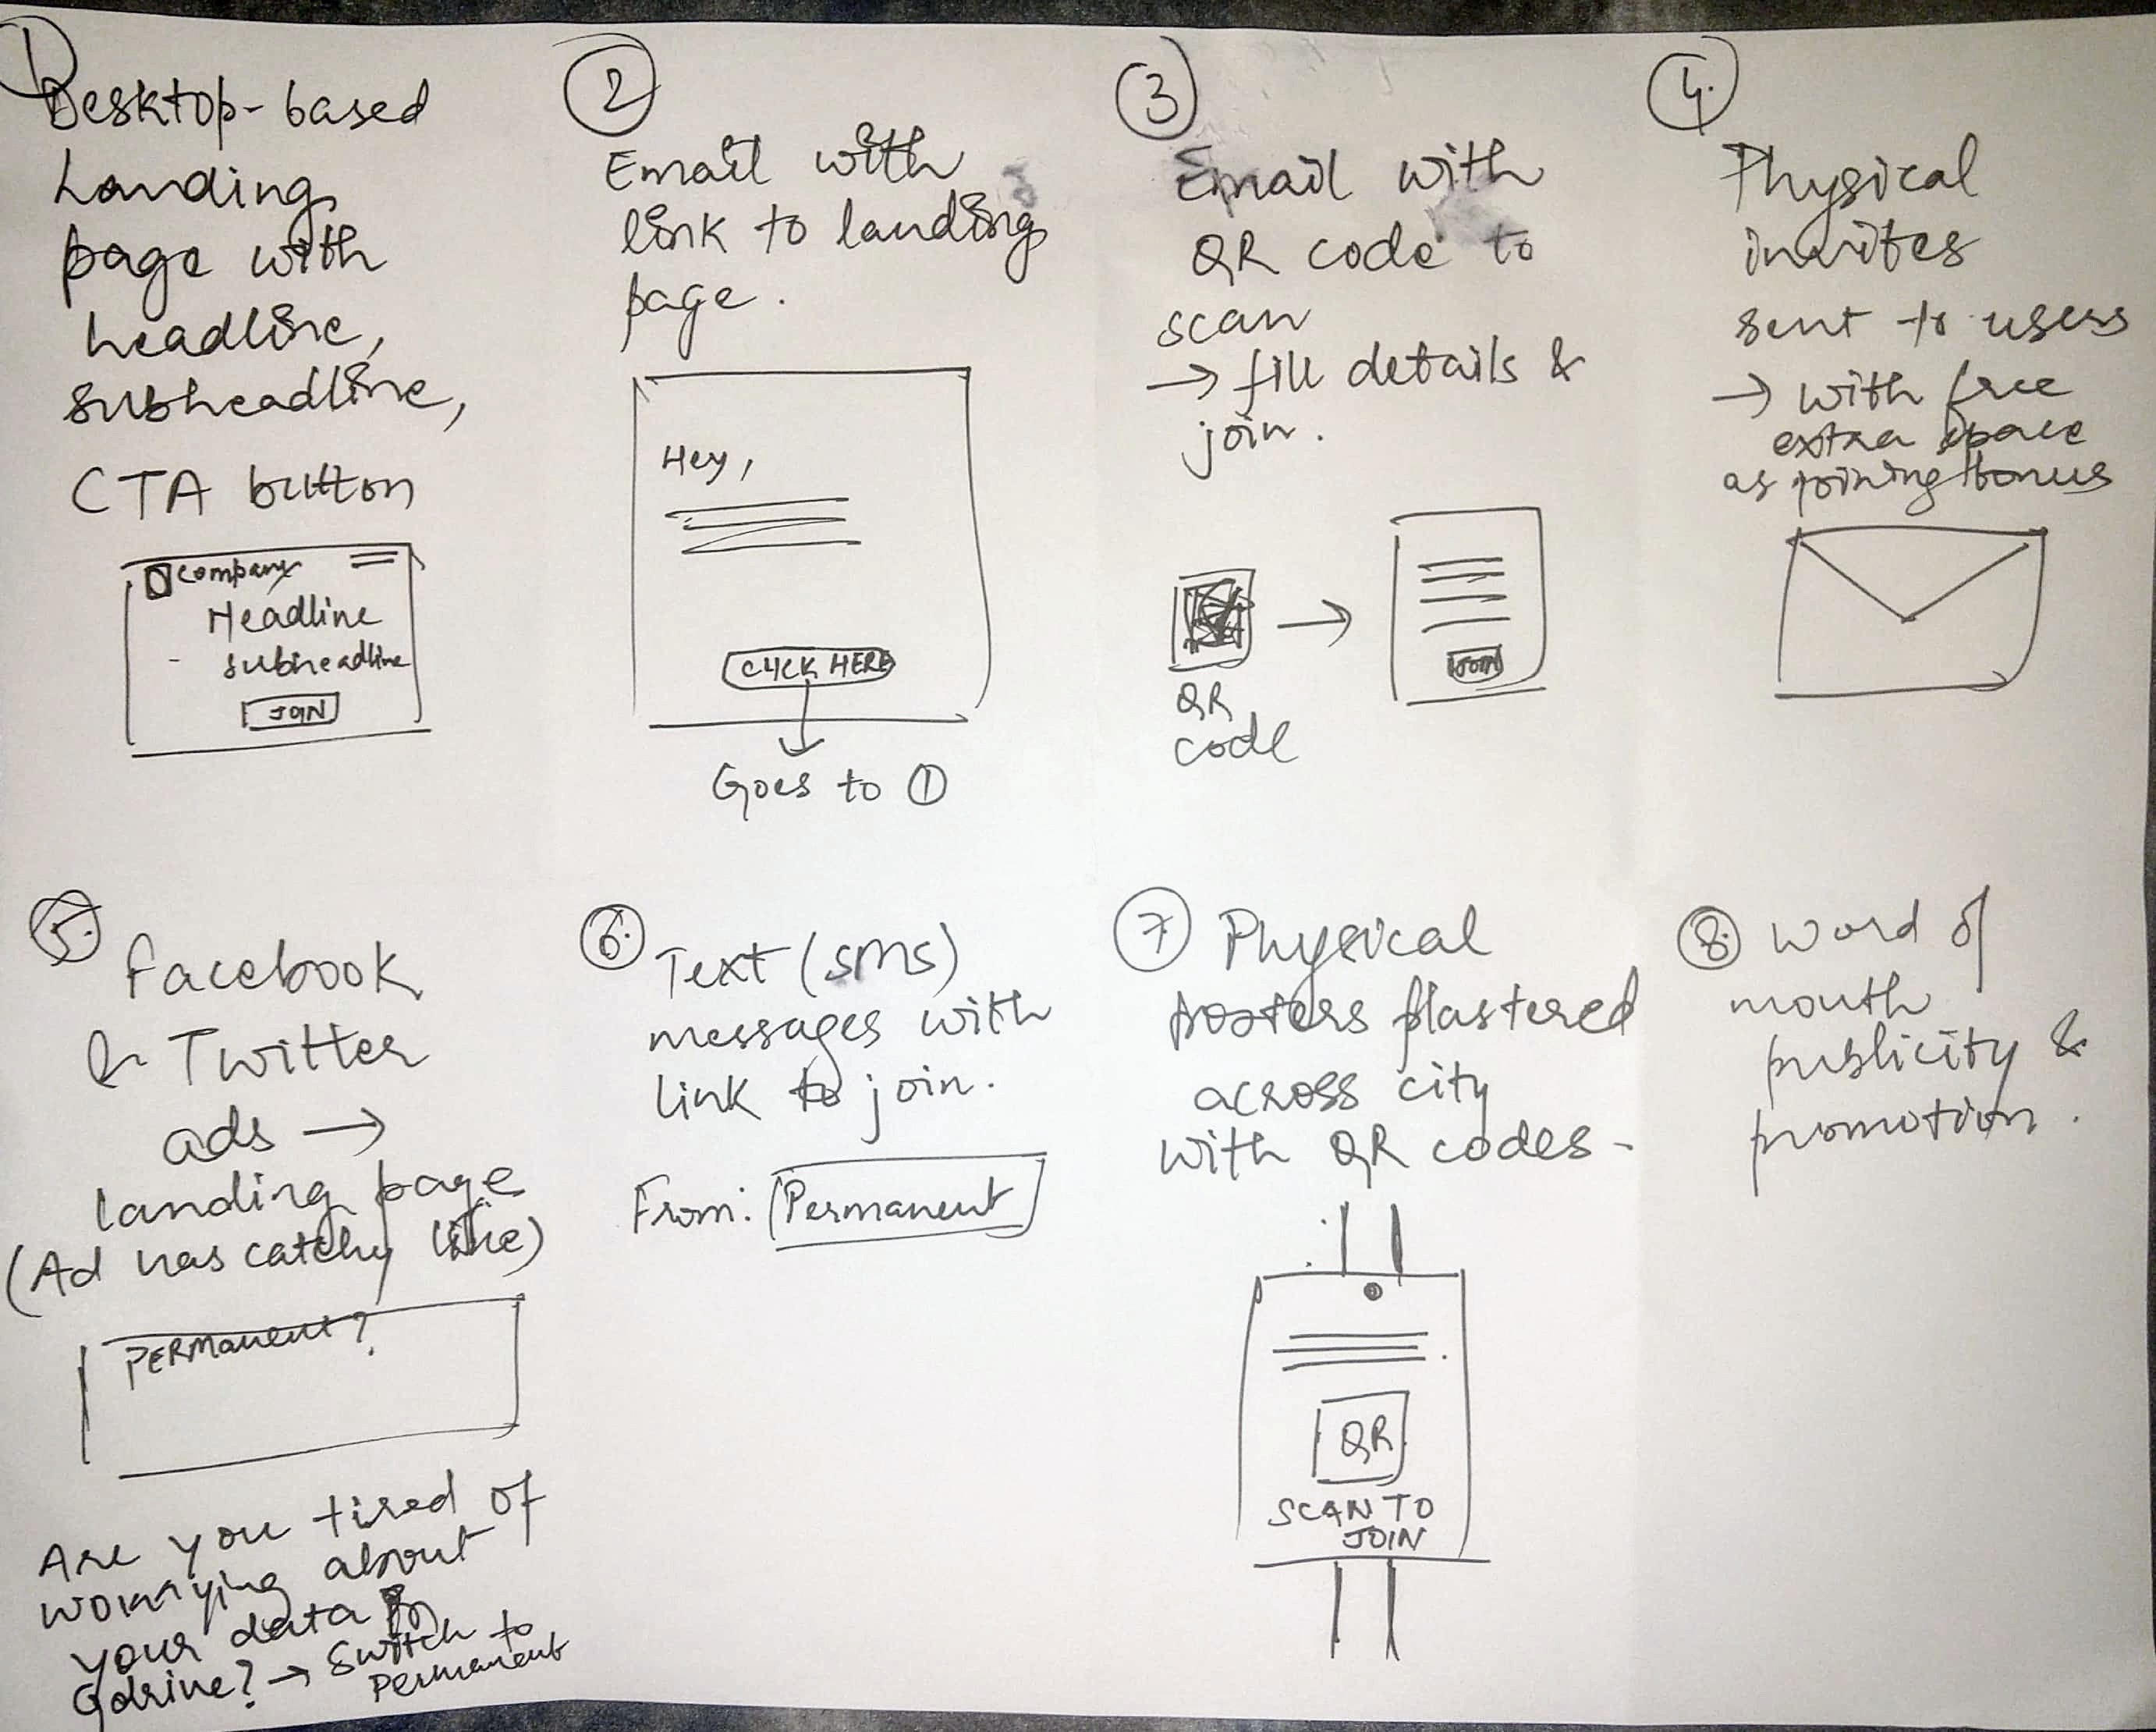 1
Desktop-based
Landing
page with
headline,
subheadline,
CTA button
Company
Headline
subheadline
JOIN
2
Email with
link to landing
page.
Hey,
CLICK HERE
Goes to 1
3
Email with
QR code to
scan
→ fill details &
join.
JOIN
QR
code
4.
Physical
invites
sent to users
→ with free
extra space
as joining bonus
5.
Facebook
& Twitter
ads →
landing page
(Ad has catchy line)
PERManent?
Are you tired of
worrying about
your data
Gdrive? → Switch to
Permanent
6.
Text (SMS)
messages with
link to join.
From: Permanent
7. Physical
posters plastered
across city
with QR codes-
QR
SCAN TO
JOIN
8. Word of
mouth
publicity &
promotion.